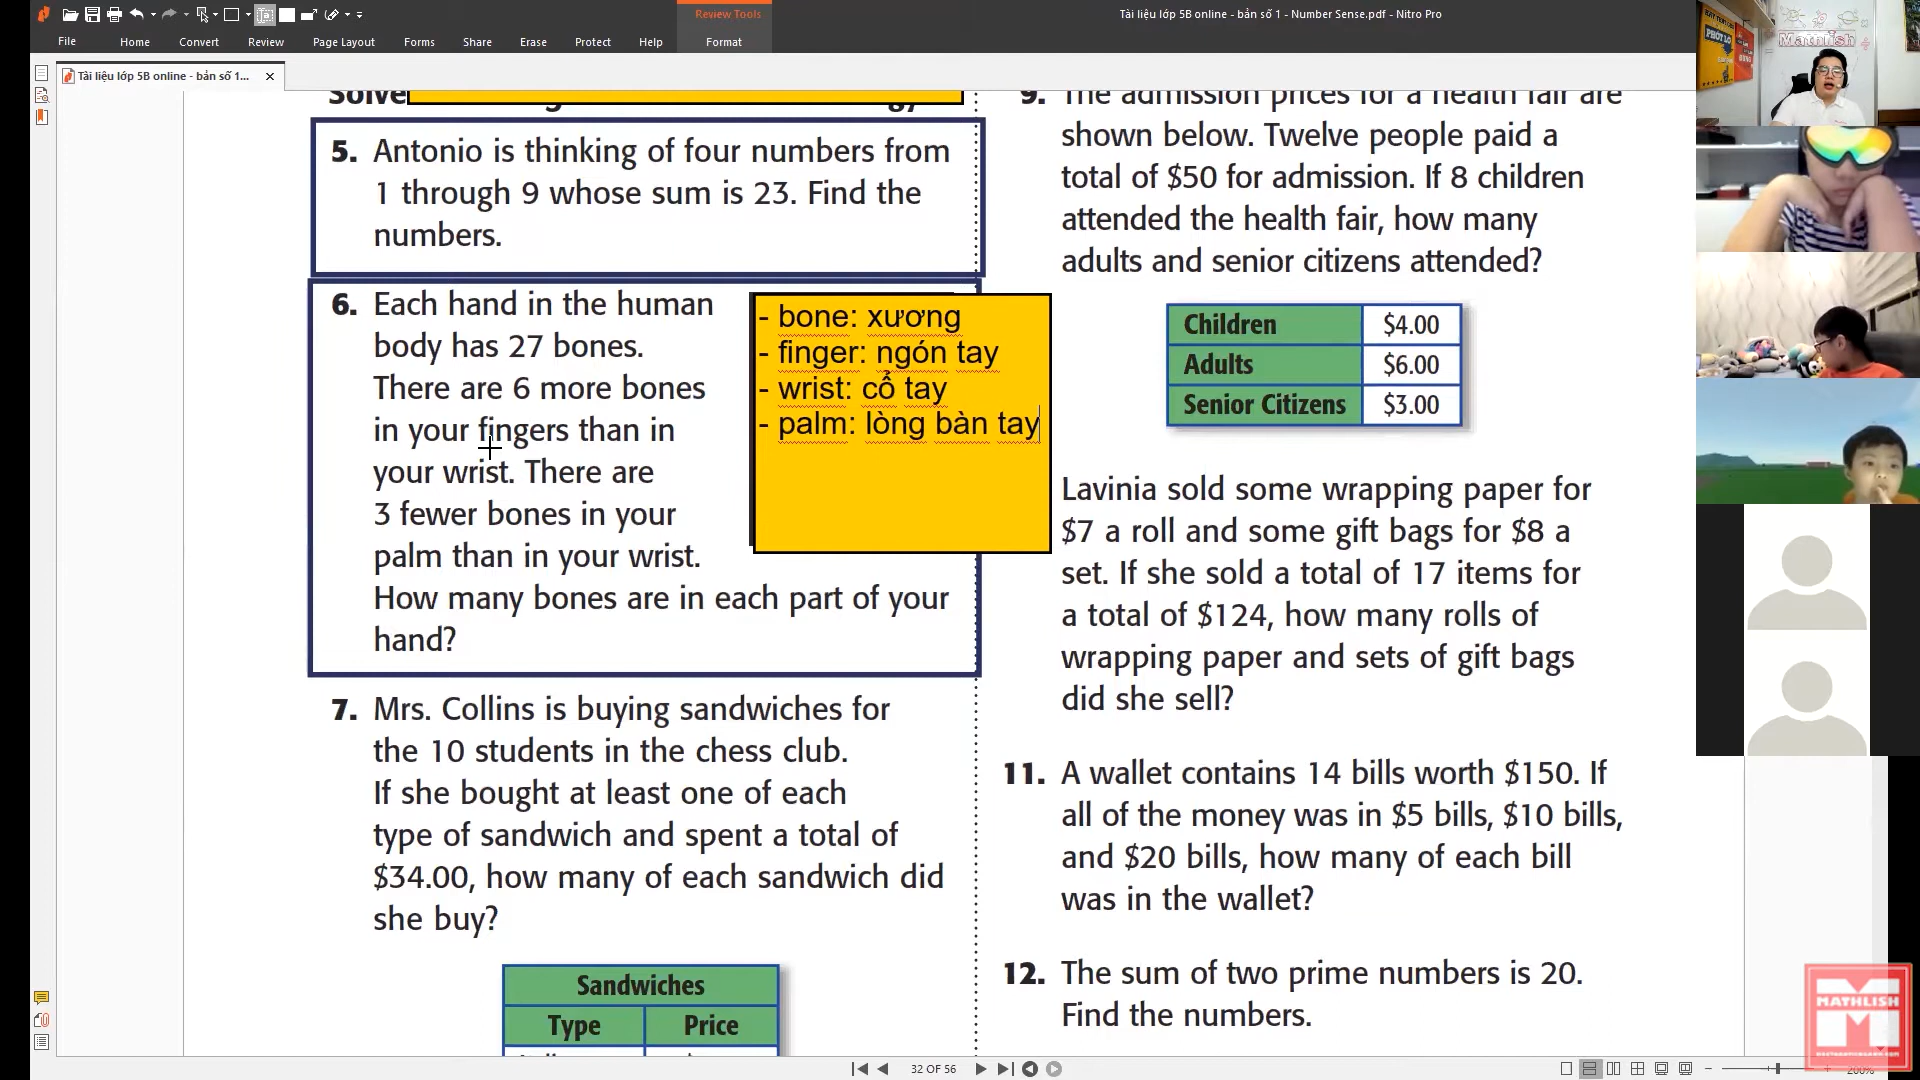 Review Tools
Tài liệu lớp 5B online - bản số 1 - Number Sense.pdf - Nitro Pro
File
Home
Convert
Review
Page Layout
Forms
Share
Erase
Protect
Help
Format
Tài liệu lớp 5B online - bản số 1...
Solve
5. Antonio is thinking of four numbers from
1 through 9 whose sum is 23. Find the
numbers.
6. Each hand in the human
body has 27 bones.
There are 6 more bones
in your fingers than in
your wrist. There are
3 fewer bones in your
palm than in your wrist.
How many bones are in each part of your
hand?
- bone: xương
- finger: ngón tay
- wrist: cổ tay
- palm: lòng bàn tay
7. Mrs. Collins is buying sandwiches for
the 10 students in the chess club.
If she bought at least one of each
type of sandwich and spent a total of
$34.00, how many of each sandwich did
she buy?
Sandwiches
Type Price
9. The admission prices for a health fair are
shown below. Twelve people paid a
total of $50 for admission. If 8 children
attended the health fair, how many
adults and senior citizens attended?
Children $4.00
Adults $6.00
Senior Citizens $3.00
Lavinia sold some wrapping paper for
$7 a roll and some gift bags for $8 a
set. If she sold a total of 17 items for
a total of $124, how many rolls of
wrapping paper and sets of gift bags
did she sell?
11. A wallet contains 14 bills worth $150. If
all of the money was in $5 bills, $10 bills,
and $20 bills, how many of each bill
was in the wallet?
12. The sum of two prime numbers is 20.
Find the numbers.
32 OF 56
200%
Mathlish
MATHLISH